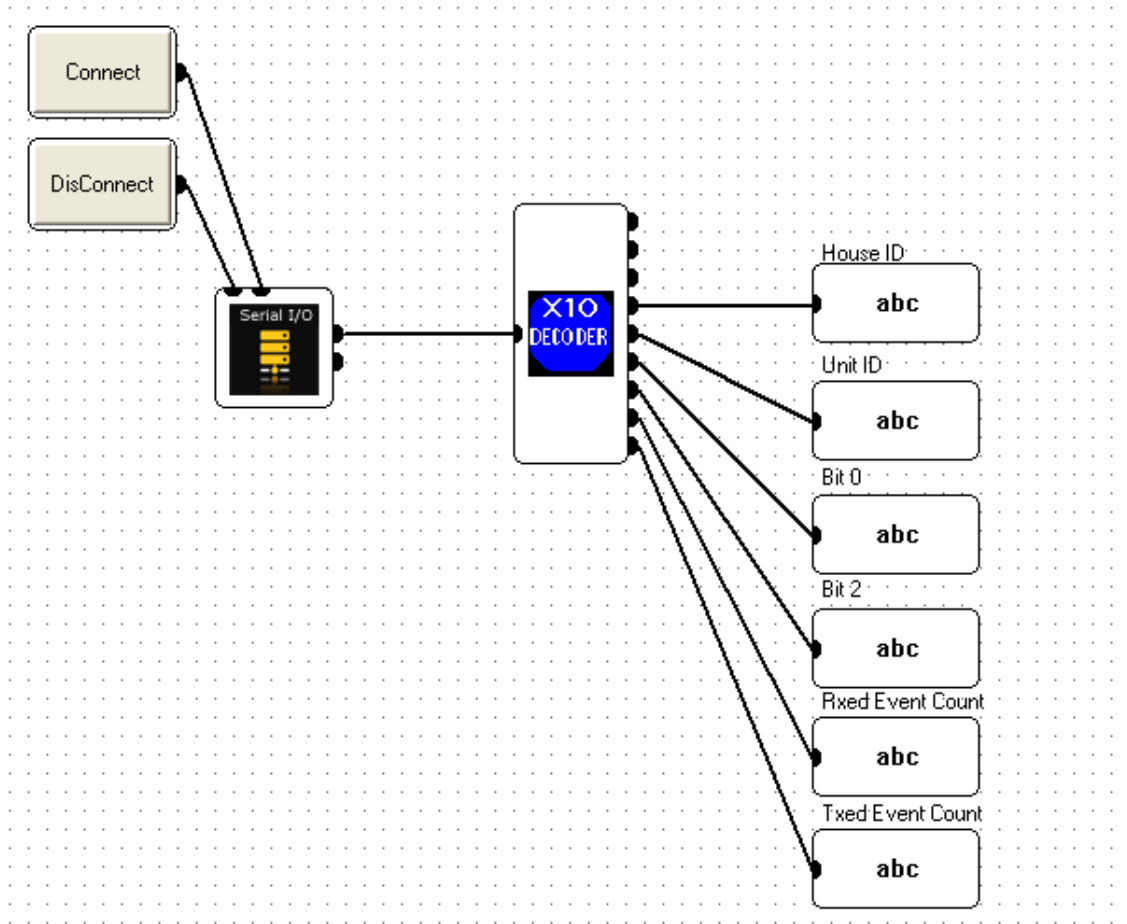 Connect
DisConnect
Serial I/O
X10
DECODER
House ID
abc
Unit ID
abc
Bit 0
abc
Bit 2
abc
Rxed Event Count
abc
Txed Event Count
abc